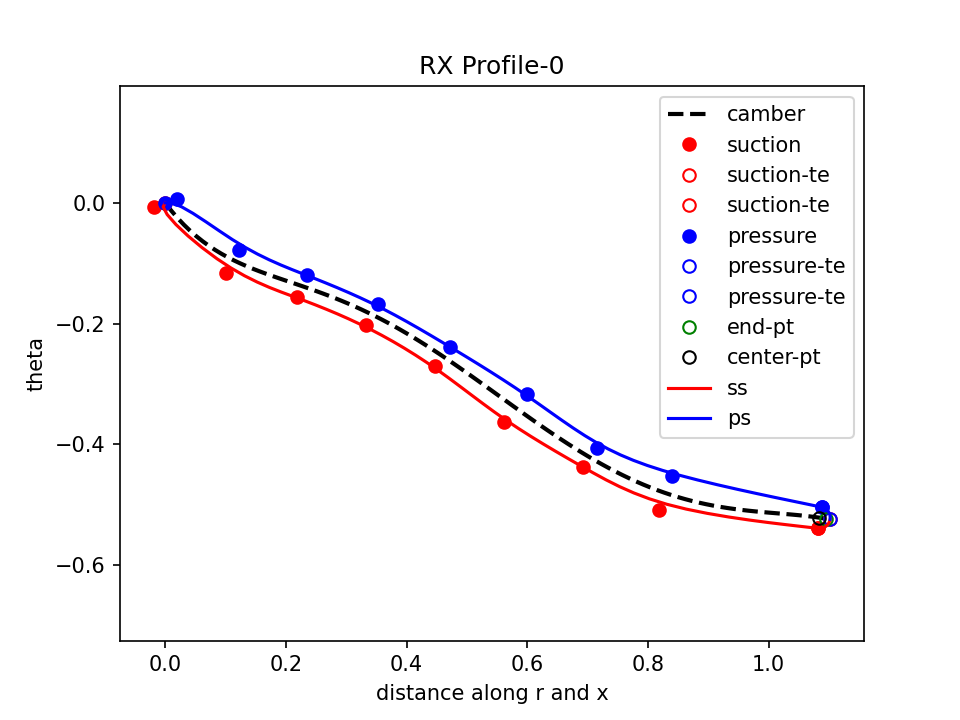 RX Profile-0
camber
suction
suction-te
suction-te
pressure
pressure-te
pressure-te
end-pt
center-pt
ss
ps
theta
0.0
−0.2
−0.4
−0.6
0.0 0.2 0.4 0.6 0.8 1.0
distance along r and x